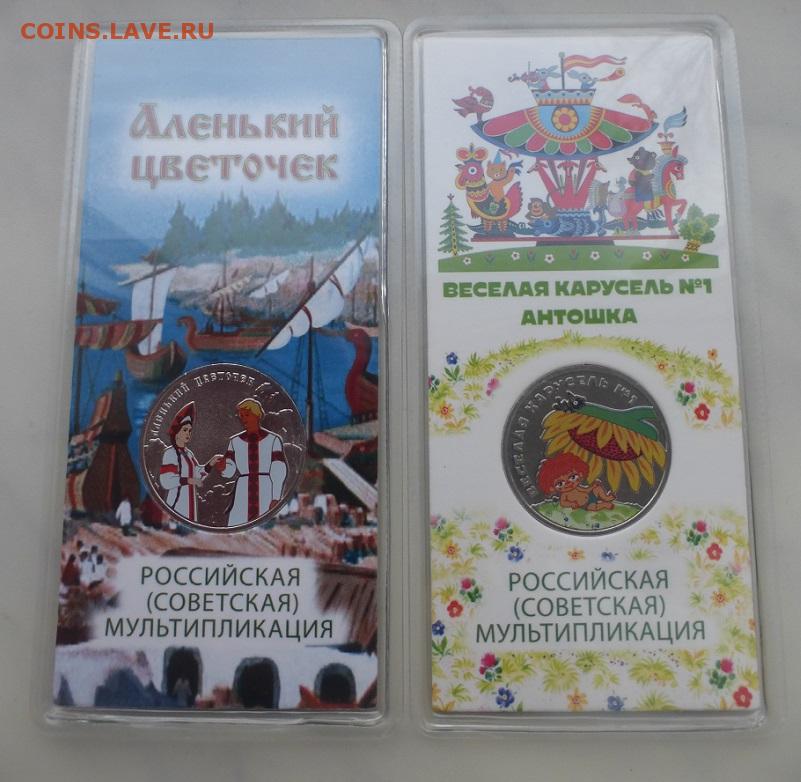 COINS.LAVE.RU
Аленький
цветочек
Аленький цветочек
РОССИЙСКАЯ
(СОВЕТСКАЯ)
МУЛЬТИПЛИКАЦИЯ
ВЕСЕЛАЯ КАРУСЕЛЬ №1
АНТОШКА
ВЕСЕЛАЯ КАРУСЕЛЬ №1
РОССИЙСКАЯ
(СОВЕТСКАЯ)
МУЛЬТИПЛИКАЦИЯ